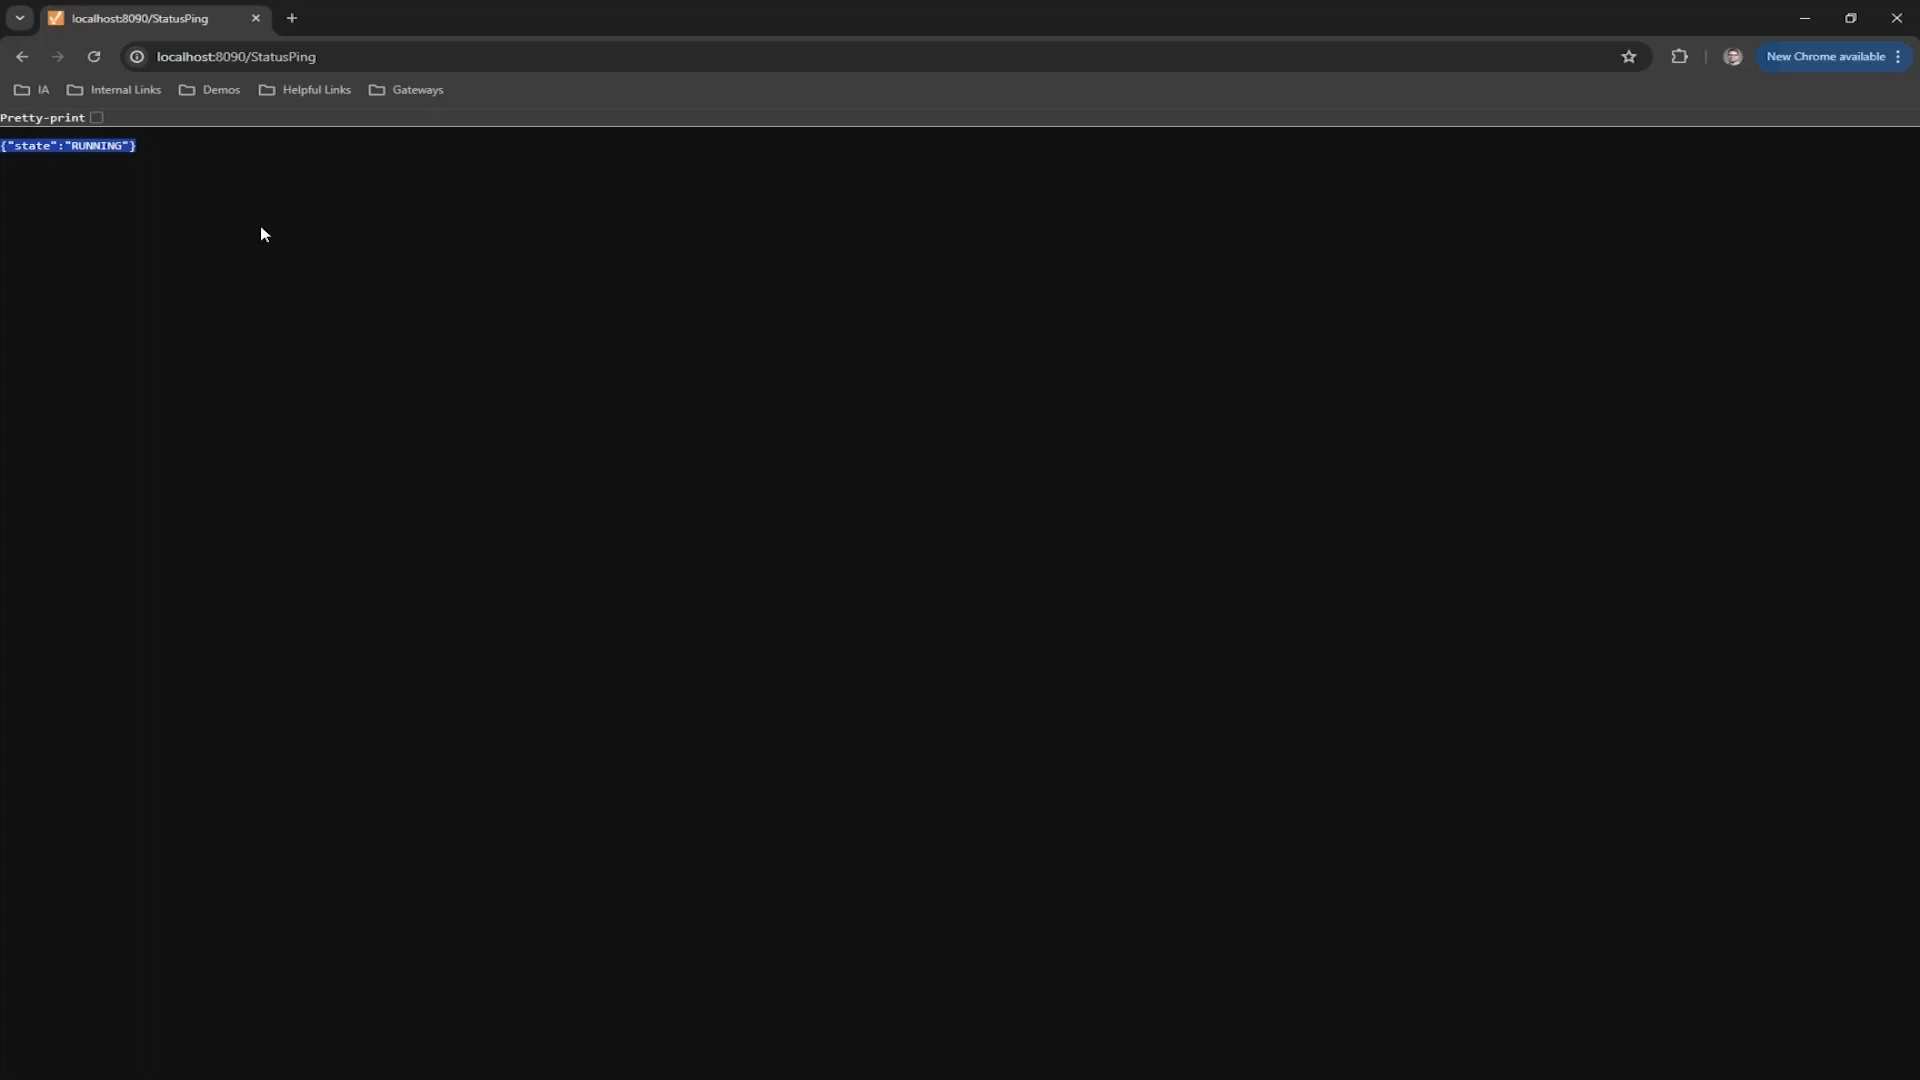 localhost:8090/StatusPing
localhost:8090/StatusPing
New Chrome available
IA
Internal Links
Demos
Helpful Links
Gateways
Pretty-print
{"state":"RUNNING"}